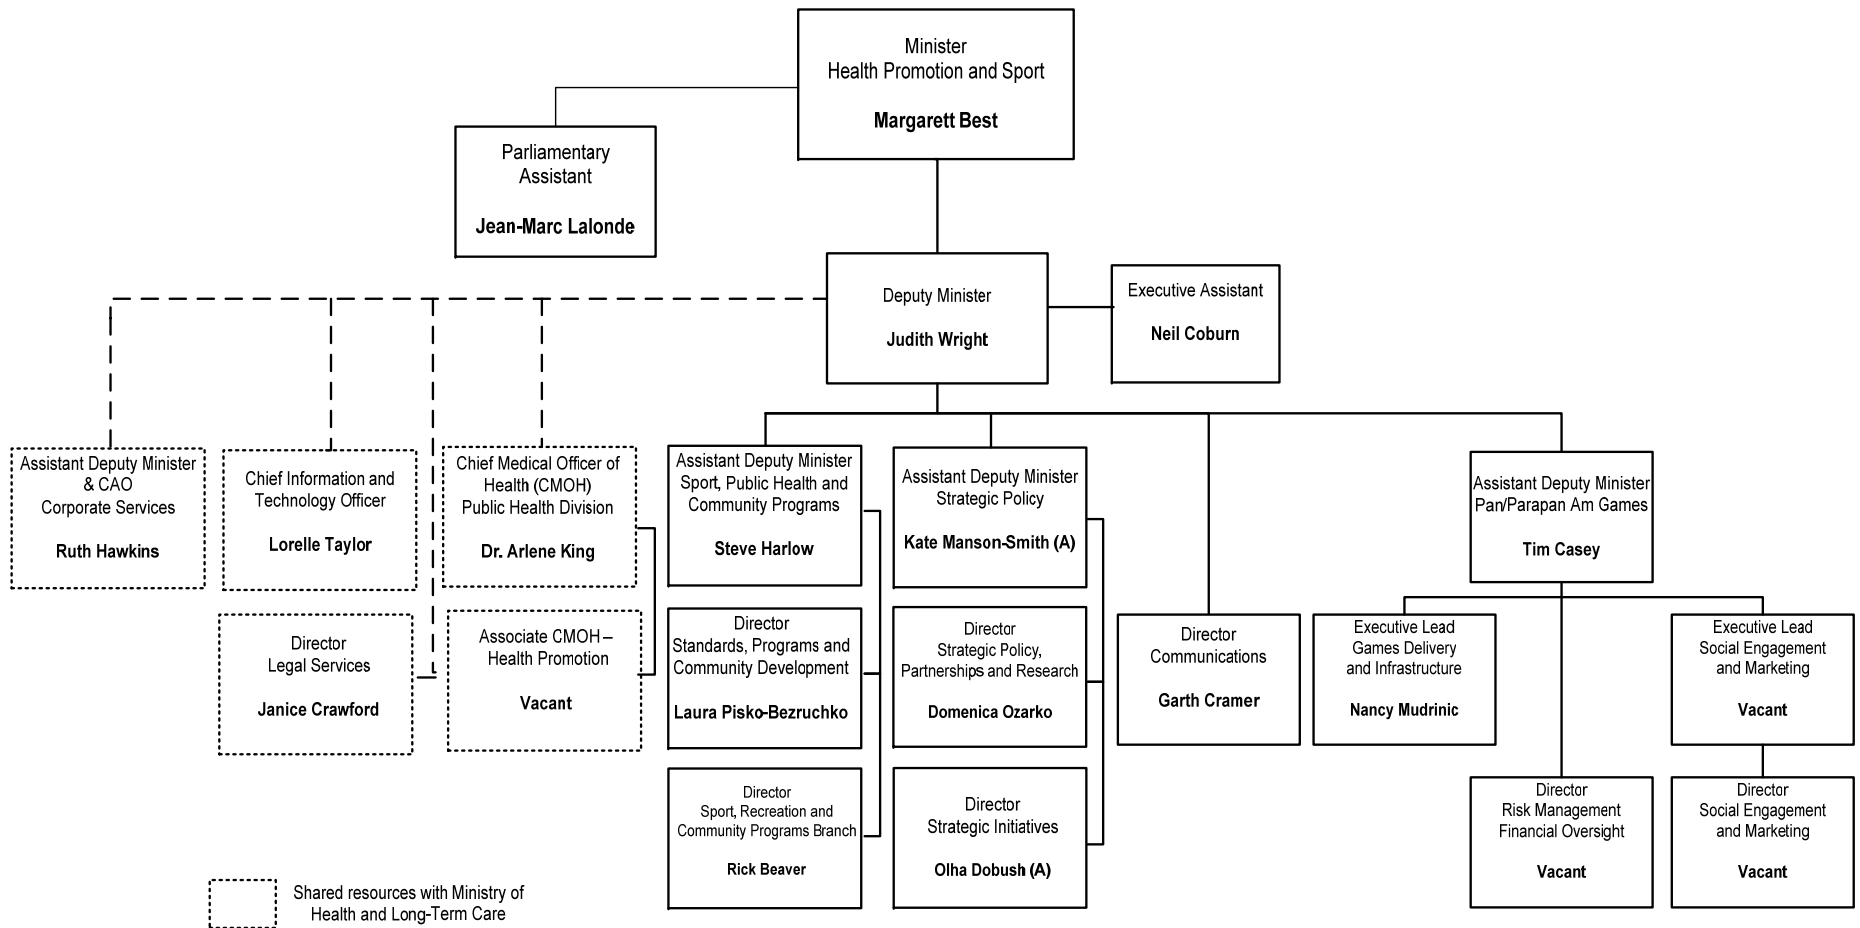 Minister
Health Promotion and Sport
Margarett Best
Parliamentary
Assistant
Jean-Marc Lalonde
Deputy Minister
Judith Wright
Executive Assistant
Neil Coburn
Assistant Deputy Minister
& CAO
Corporate Services
Ruth Hawkins
Chief Information and
Technology Officer
Lorelle Taylor
Chief Medical Officer of
Health (CMOH)
Public Health Division
Dr. Arlene King
Assistant Deputy Minister
Sport, Public Health and
Community Programs
Steve Harlow
Assistant Deputy Minister
Strategic Policy
Kate Manson-Smith (A)
Assistant Deputy Minister
Pan/Parapan Am Games
Tim Casey
Director
Legal Services
Janice Crawford
Associate CMOH –
Health Promotion
Vacant
Director
Standards, Programs and
Community Development
Laura Pisko-Bezruchko
Director
Strategic Policy,
Partnerships and Research
Domenica Ozarko
Director
Communications
Garth Cramer
Executive Lead
Games Delivery
and Infrastructure
Nancy Mudrinic
Executive Lead
Social Engagement
and Marketing
Vacant
Director
Sport, Recreation and
Community Programs Branch
Rick Beaver
Director
Strategic Initiatives
Olha Dobush (A)
Director
Risk Management
Financial Oversight
Vacant
Director
Social Engagement
and Marketing
Vacant
Shared resources with Ministry of
Health and Long-Term Care